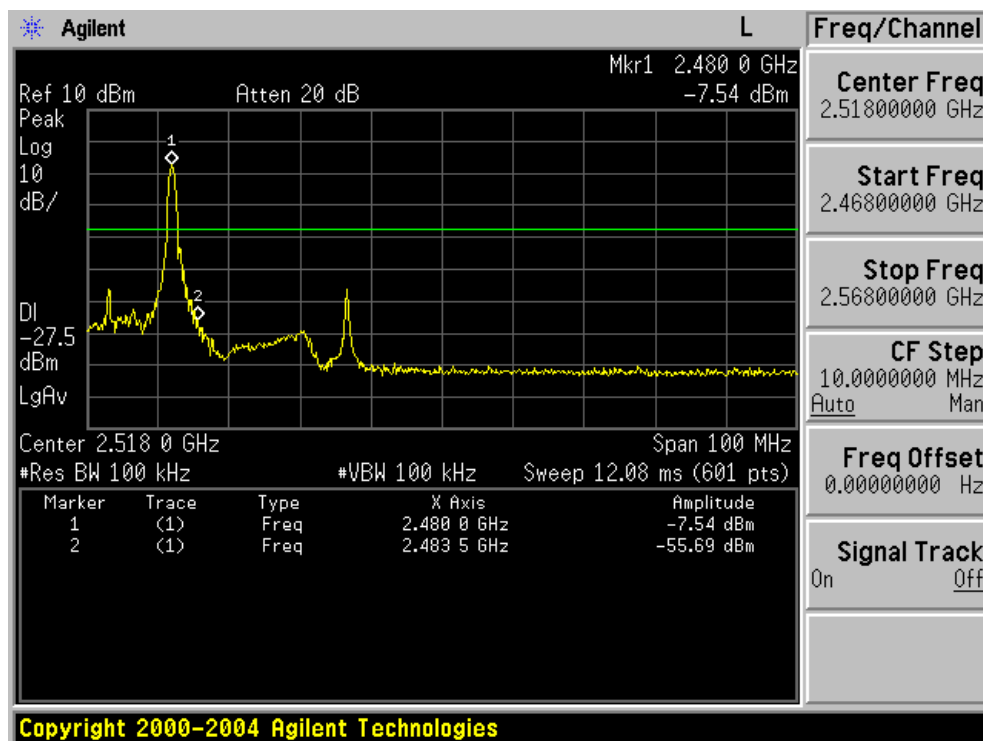 Agilent L
Freq/Channel
Mkr1 2.480 0 GHz
Ref 10 dBm Atten 20 dB -7.54 dBm
Peak
Log
10
dB/
1
2
DI
-27.5
dBm
LgAv
Center 2.518 0 GHz Span 100 MHz
#Res BW 100 kHz #VBW 100 kHz Sweep 12.08 ms (601 pts)
Marker Trace Type X Axis Amplitude
1 (1) Freq 2.480 0 GHz -7.54 dBm
2 (1) Freq 2.483 5 GHz -55.69 dBm
Center Freq
2.51800000 GHz
Start Freq
2.46800000 GHz
Stop Freq
2.56800000 GHz
CF Step
10.0000000 MHz
Auto Man
Freq Offset
0.00000000 Hz
Signal Track
On Off
Copyright 2000-2004 Agilent Technologies